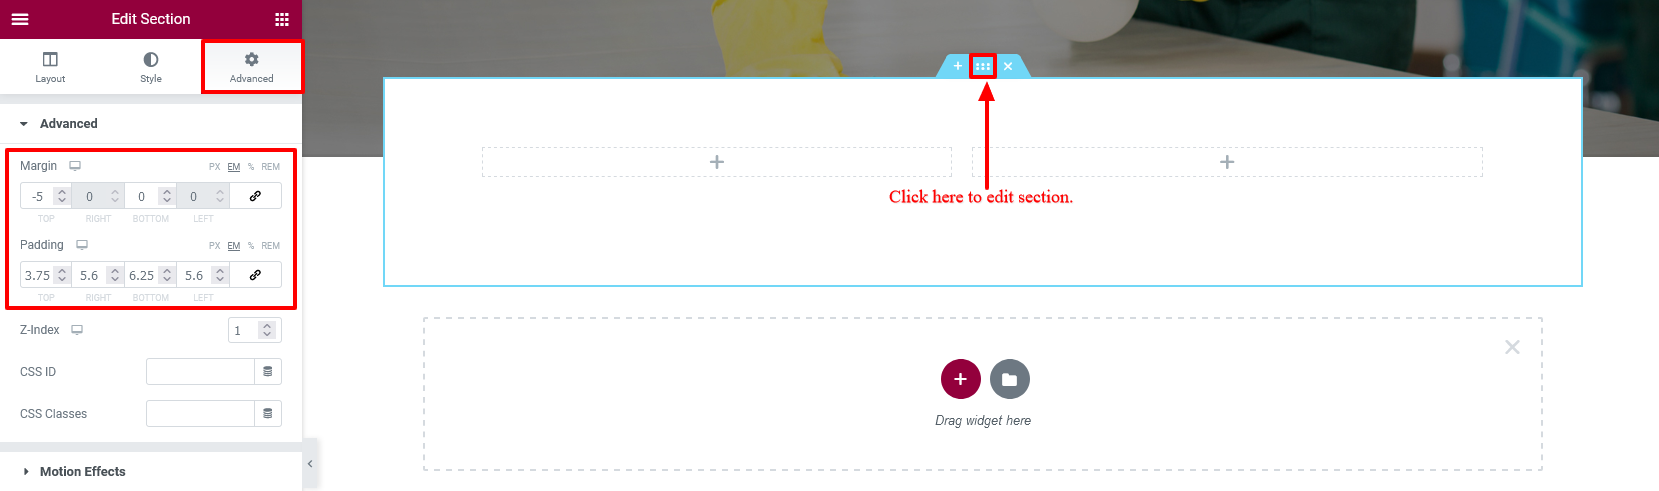 Edit Section
Layout Style Advanced
Advanced
Margin PX EM % REM
-5 0 0 0
TOP RIGHT BOTTOM LEFT
Padding PX EM % REM
3.75 5.6 6.25 5.6
TOP RIGHT BOTTOM LEFT
Z-Index 1
CSS ID
CSS Classes
Motion Effects
Click here to edit section.
Drag widget here